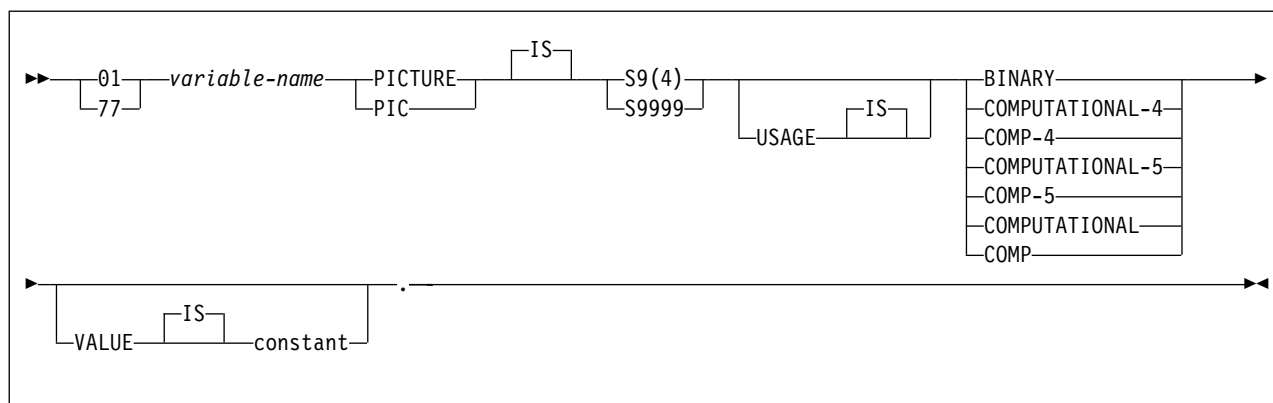 IS
01 variable-name PICTURE IS S9(4) BINARY
77 PIC S9999 COMPUTATIONAL-4
USAGE IS COMP-4
COMPUTATIONAL-5
COMP-5
COMPUTATIONAL
COMP
.
IS
VALUE constant